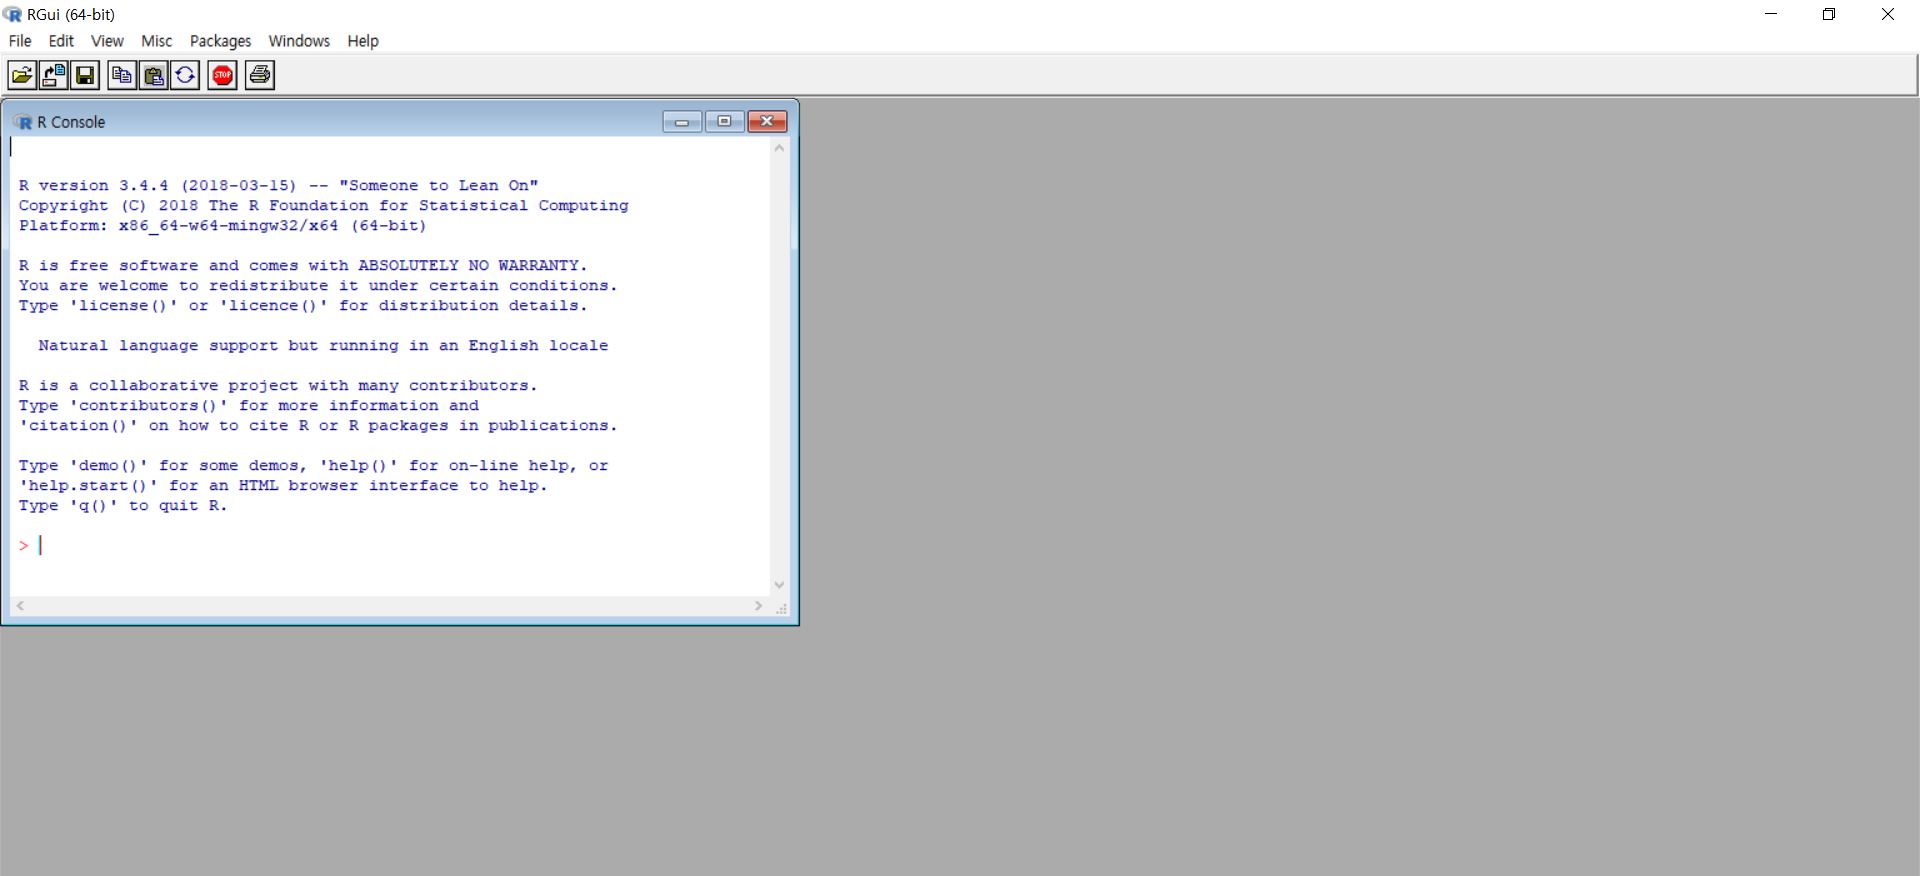 RGui (64-bit)
File Edit View Misc Packages Windows Help
STOP
R Console
R version 3.4.4 (2018-03-15) -- "Someone to Lean On"
Copyright (C) 2018 The R Foundation for Statistical Computing
Platform: x86_64-w64-mingw32/x64 (64-bit)
R is free software and comes with ABSOLUTELY NO WARRANTY.
You are welcome to redistribute it under certain conditions.
Type 'license()' or 'licence()' for distribution details.
Natural language support but running in an English locale
R is a collaborative project with many contributors.
Type 'contributors()' for more information and
'citation()' on how to cite R or R packages in publications.
Type 'demo()' for some demos, 'help()' for on-line help, or
'help.start()' for an HTML browser interface to help.
Type 'q()' to quit R.
>